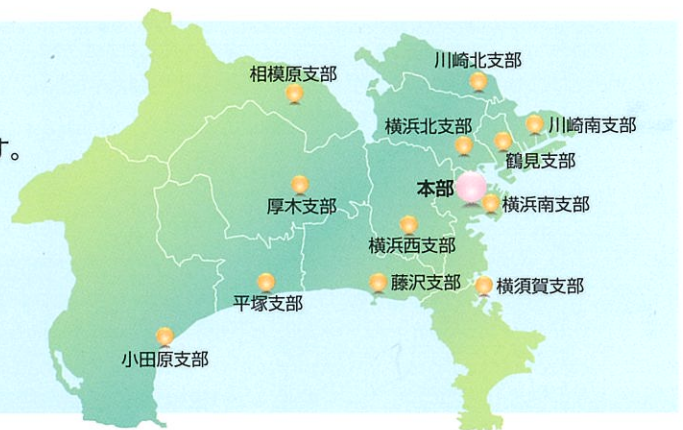 す。
川崎北支部
相模原支部
川崎南支部
横浜北支部
鶴見支部
本部
横浜南支部
厚木支部
横浜西支部
藤沢支部
横須賀支部
平塚支部
小田原支部